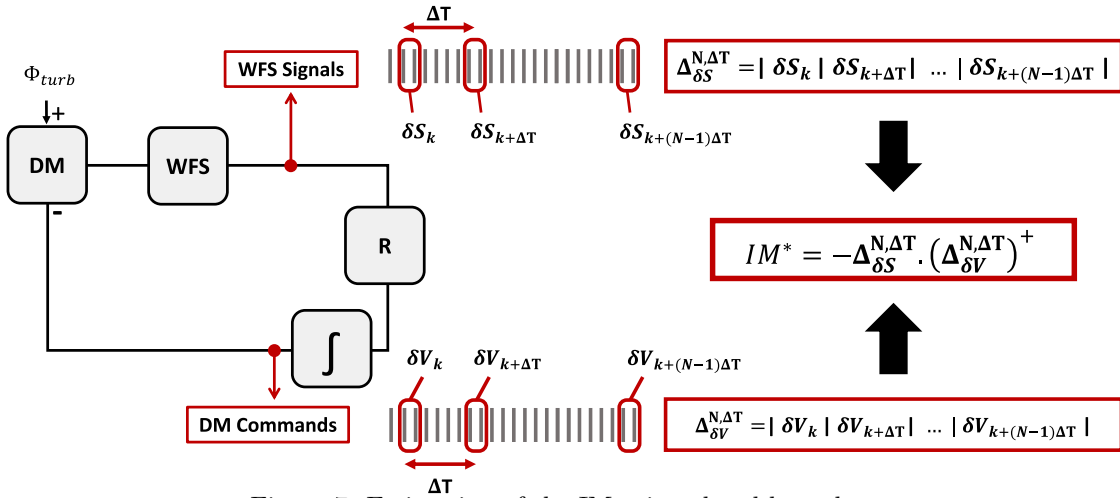 ΔT
WFS Signals
Φ_turb
+
DM
WFS
-
R
∫
DM Commands
δS_k
δS_{k+ΔT}
δS_{k+(N−1)ΔT}
Δ_{δS}^{N,ΔT} = | δS_k | δS_{k+ΔT} | ... | δS_{k+(N−1)ΔT} |
IM* = −Δ_{δS}^{N,ΔT} . (Δ_{δV}^{N,ΔT})^+
δV_k
δV_{k+ΔT}
δV_{k+(N−1)ΔT}
Δ_{δV}^{N,ΔT} = | δV_k | δV_{k+ΔT} | ... | δV_{k+(N−1)ΔT} |
ΔT